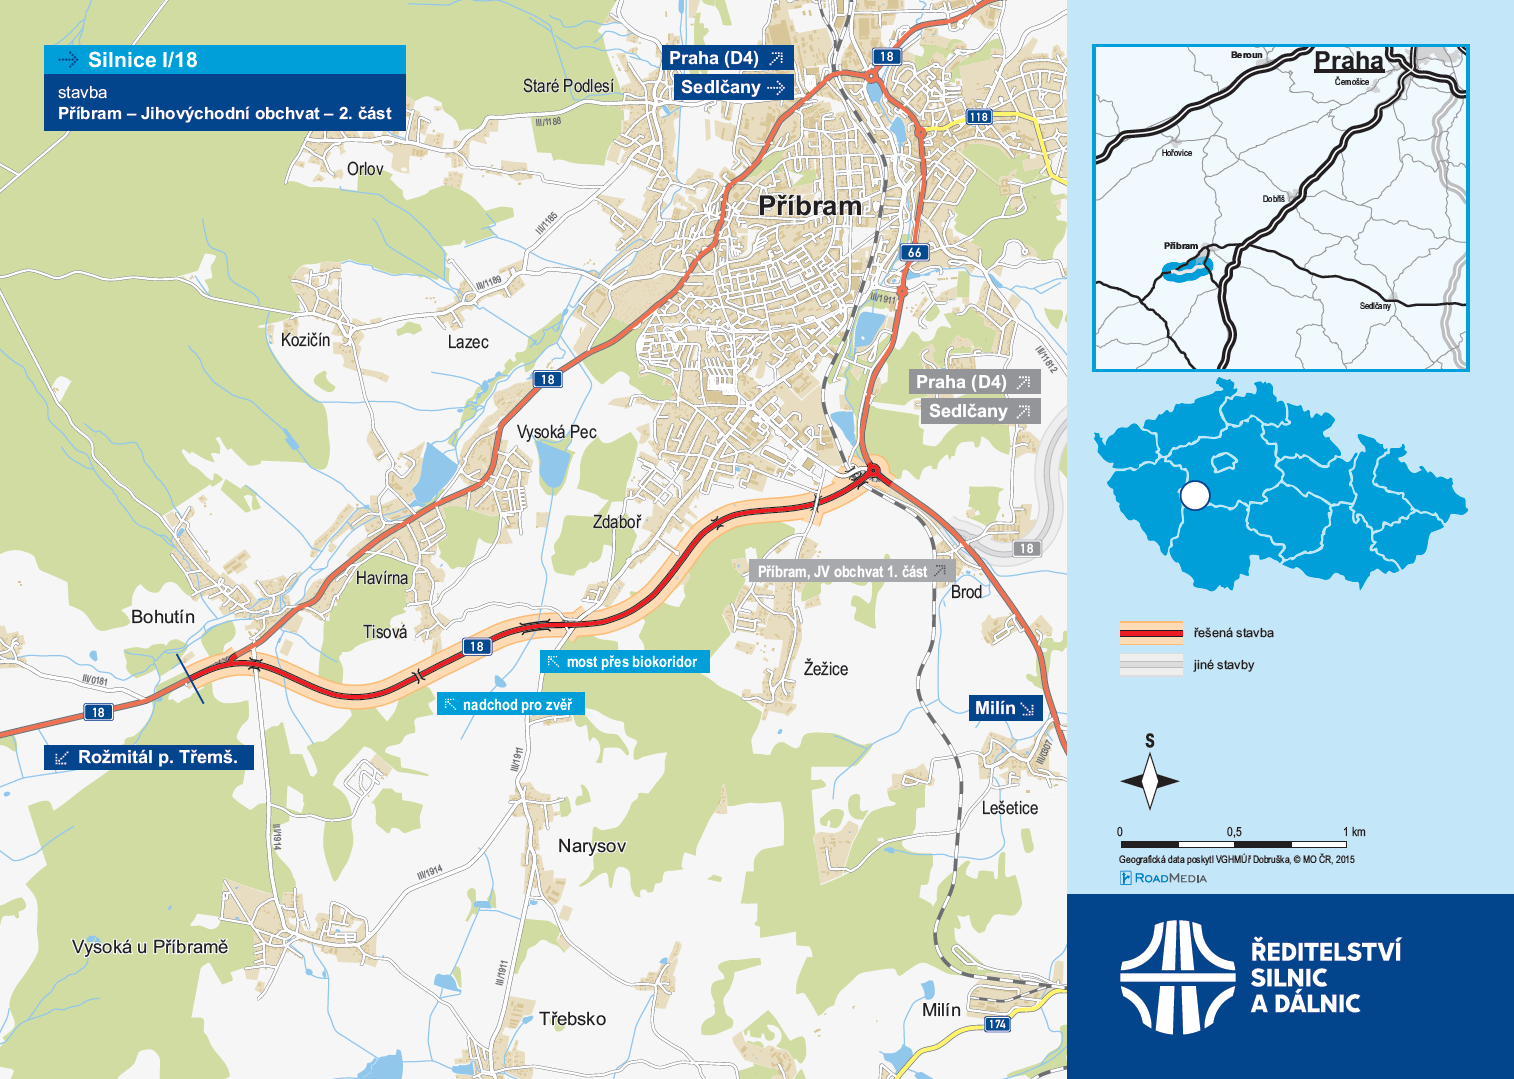 Silnice I/18
stavba
Příbram – Jihovýchodní obchvat – 2. část
Praha (D4)
Sedlčany
18
118
Staré Podlesí
III/1188
Orlov
Příbram
III/1185
66
III/1189
III/1911
Kozičín
Lazec
18
III/11812
Praha (D4)
Sedlčany
Vysoká Pec
Zdaboř
18
Příbram, JV obchvat 1. část
Havírna
Brod
Bohutín
Tisová
18
most přes biokoridor
Žežice
III/0181
nadchod pro zvěř
18
Milín
Rožmitál p. Třemš.
III/1911
III/0307
Lešetice
III/1914
Narysov
III/1914
Vysoká u Příbramě
III/1911
Třebsko
Milín
174
Beroun
Praha
Černošice
Hořovice
Dobříš
Příbram
Sedlčany
řešená stavba
jiné stavby
S
0 0,5 1 km
Geografická data poskytl VGHMÚř Dobruška, © MO ČR, 2015
ROADMEDIA
ŘEDITELSTVÍ
SILNIC
A DÁLNIC